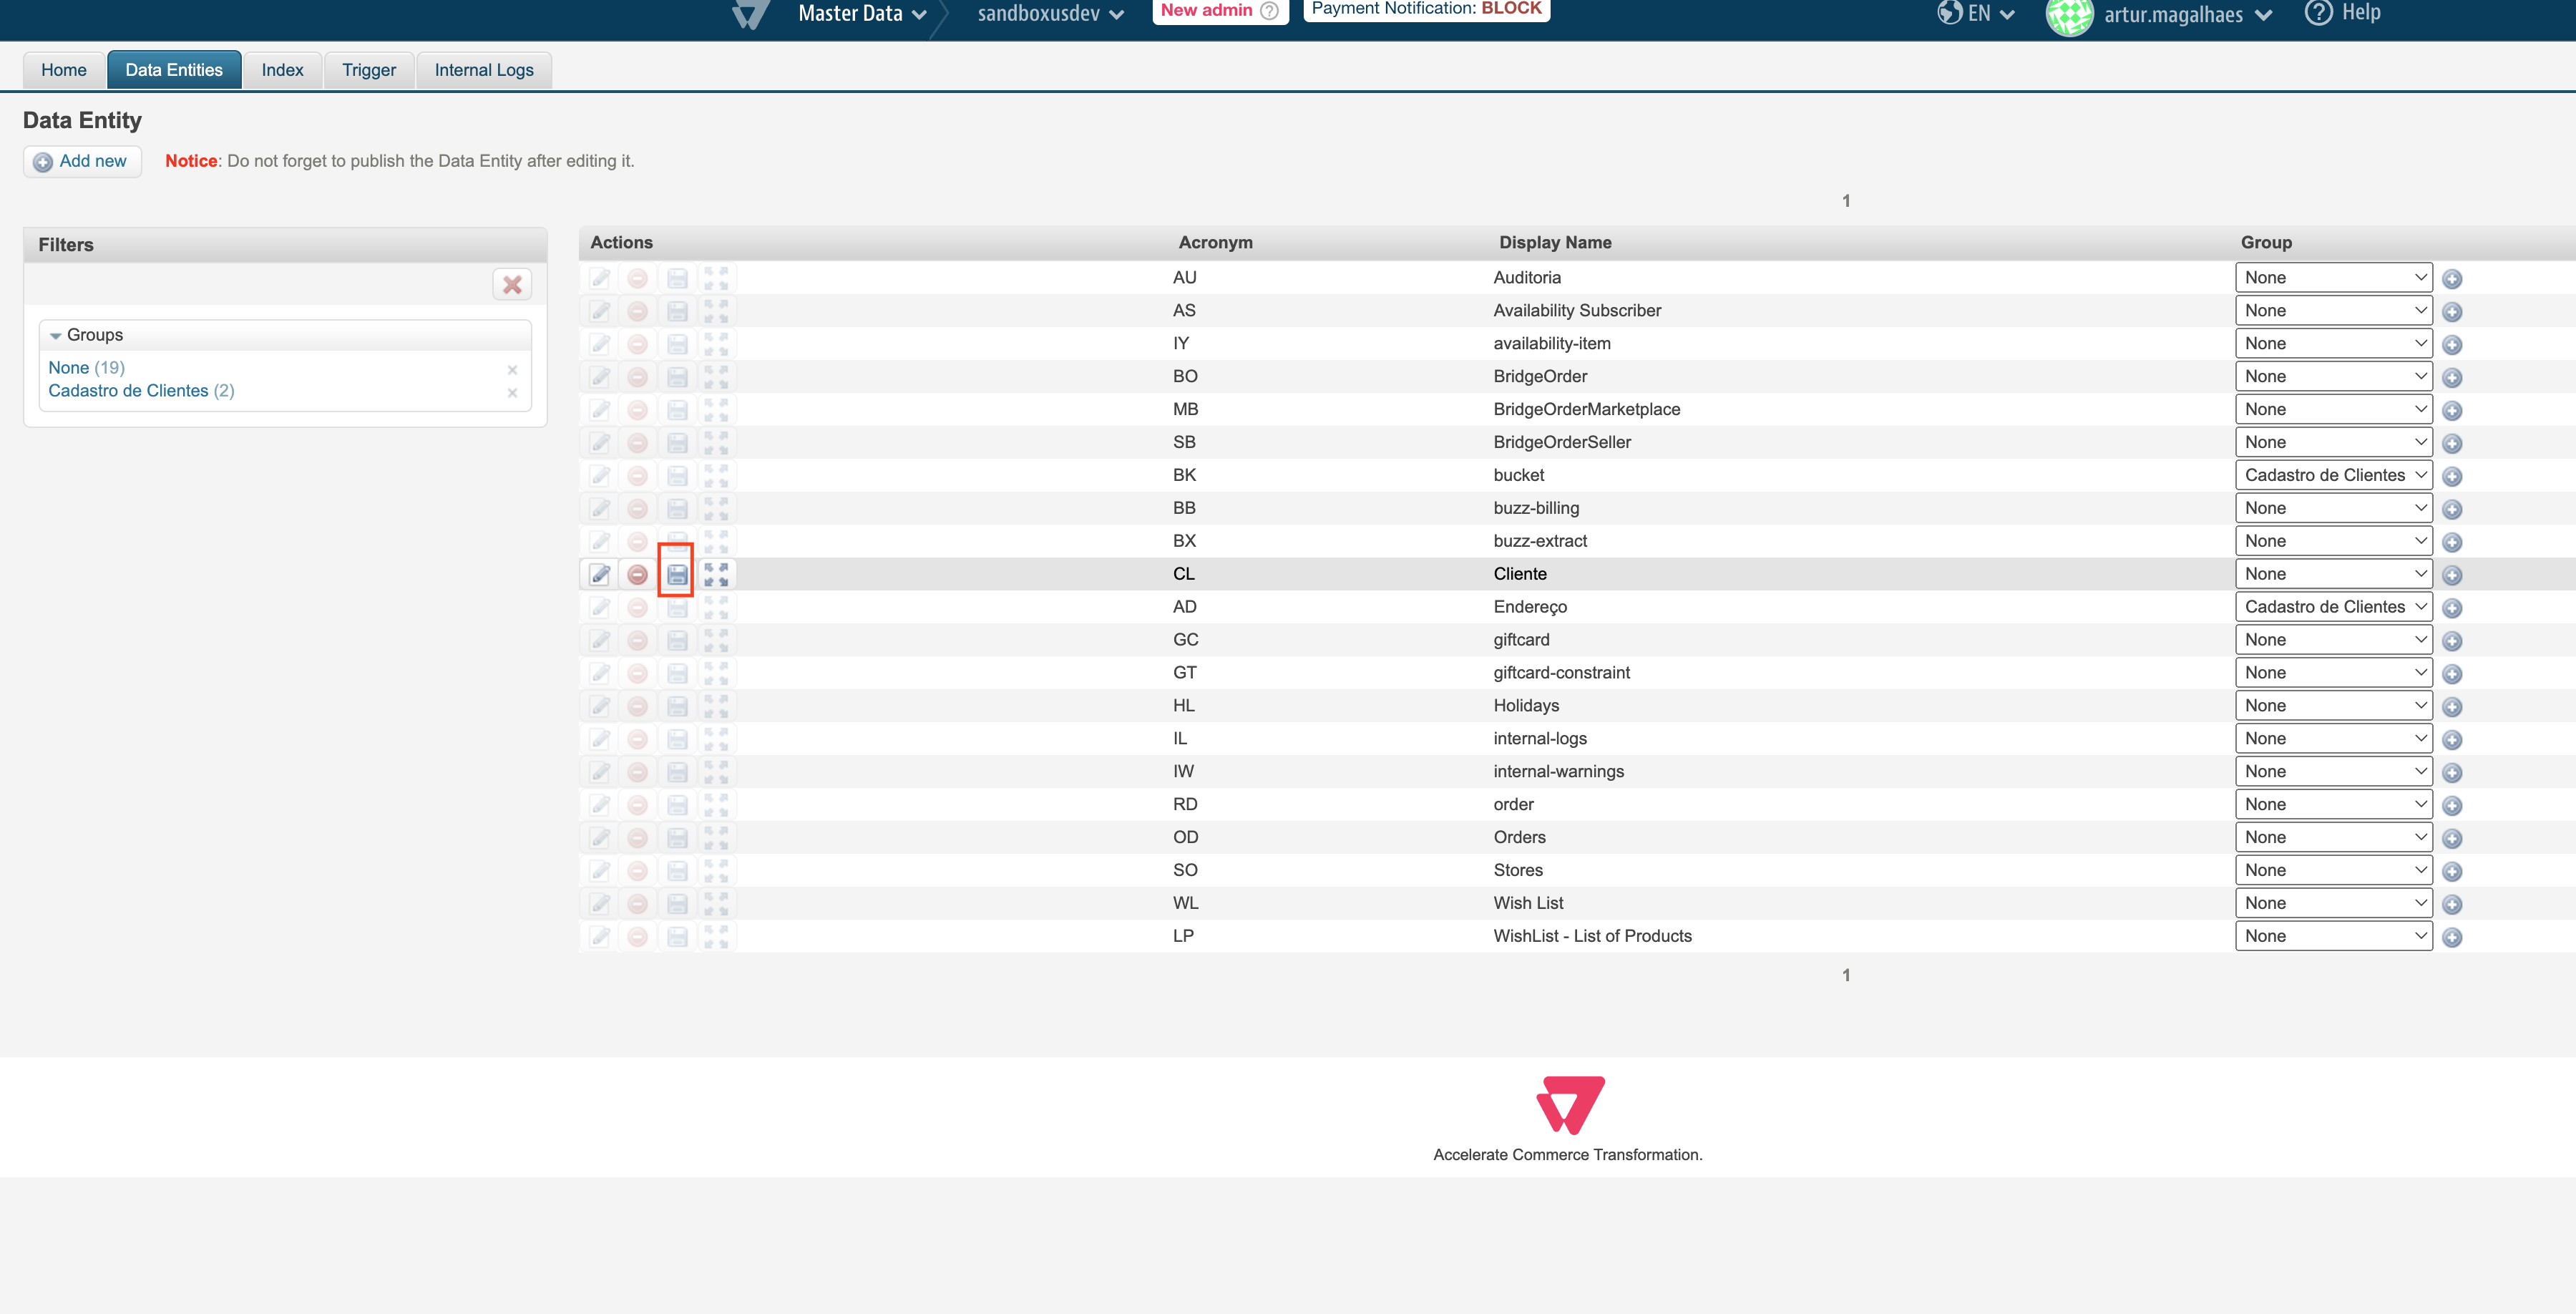 Master Data sandboxusdev New admin ? Payment Notification: BLOCK EN artur.magalhaes ? Help
Home Data Entities Index Trigger Internal Logs
Data Entity
Add new Notice: Do not forget to publish the Data Entity after editing it.
1
Filters
Groups
None (19)
Cadastro de Clientes (2)
Actions Acronym Display Name Group
AU Auditoria None
AS Availability Subscriber None
IY availability-item None
BO BridgeOrder None
MB BridgeOrderMarketplace None
SB BridgeOrderSeller None
BK bucket Cadastro de Clientes
BB buzz-billing None
BX buzz-extract None
CL Cliente None
AD Endereço Cadastro de Clientes
GC giftcard None
GT giftcard-constraint None
HL Holidays None
IL internal-logs None
IW internal-warnings None
RD order None
OD Orders None
SO Stores None
WL Wish List None
LP WishList - List of Products None
1
Accelerate Commerce Transformation.